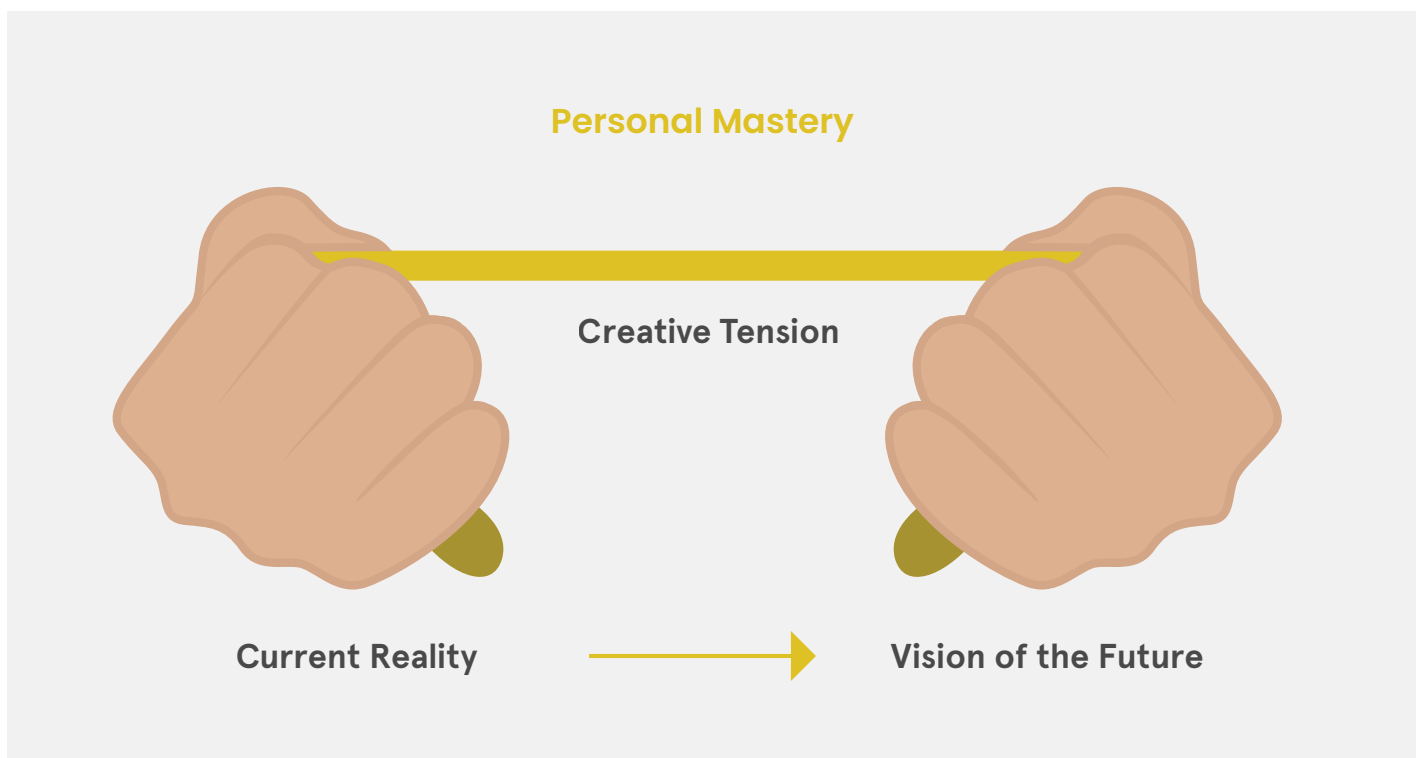 Personal Mastery
Creative Tension
Current Reality
Vision of the Future